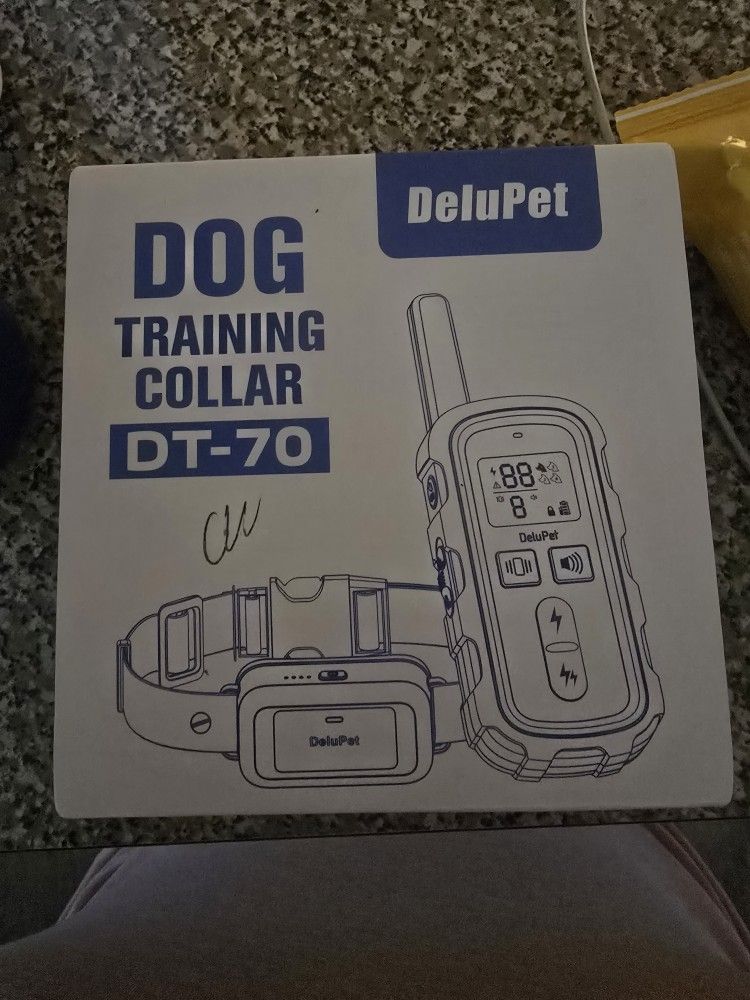 DeluPet
DOG
TRAINING
COLLAR
DT-70
88
8
DeluPet
DeluPet